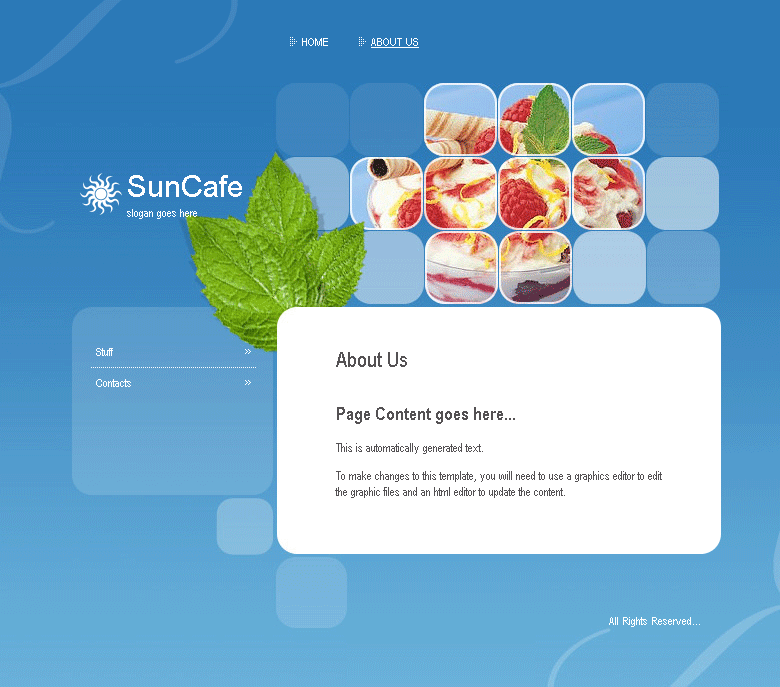 HOME
ABOUT US
SunCafe
slogan goes here
Stuff »
Contacts »
About Us
Page Content goes here...
This is automatically generated text.
To make changes to this template, you will need to use a graphics editor to edit
the graphic files and an html editor to update the content.
All Rights Reserved...